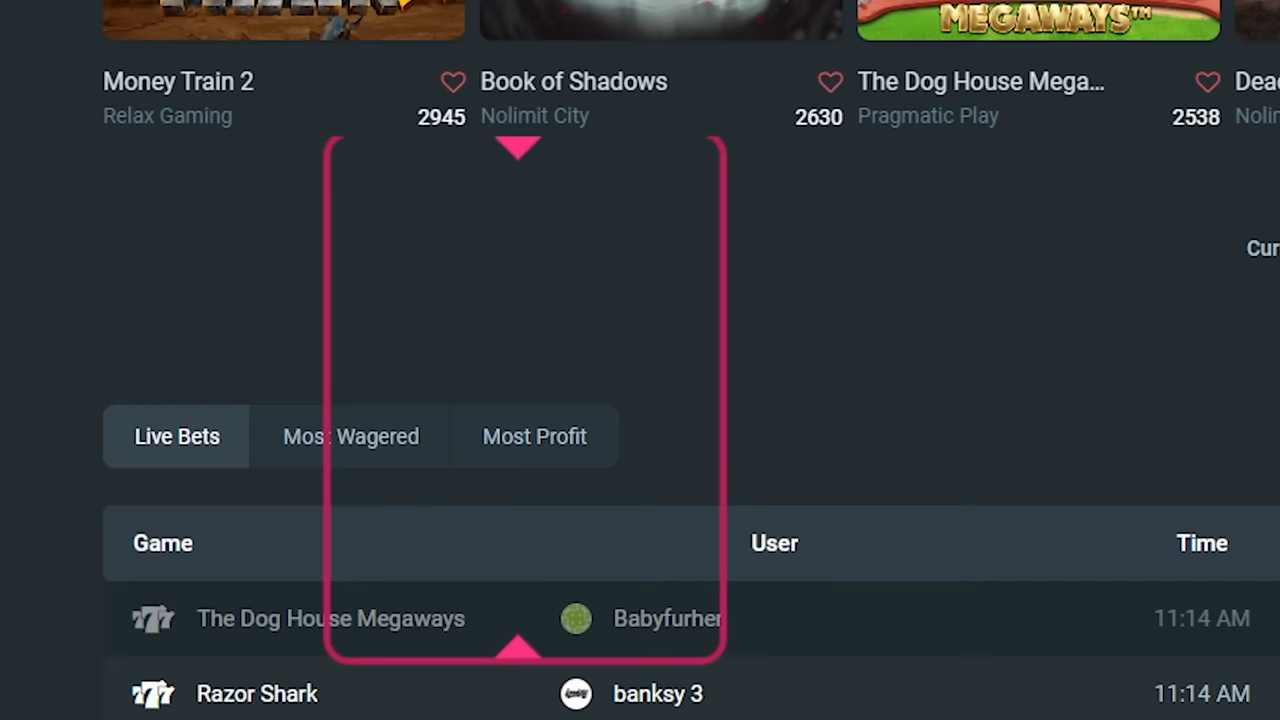 MEGAWAYS™
Money Train 2
Book of Shadows
The Dog House Mega...
Relax Gaming
2945
Nolimit City
2630
Pragmatic Play
2538
Live Bets
Most Wagered
Most Profit
Game
User
Time
The Dog House Megaways
Babyfurher
11:14 AM
777
Razor Shark
banksy 3
11:14 AM